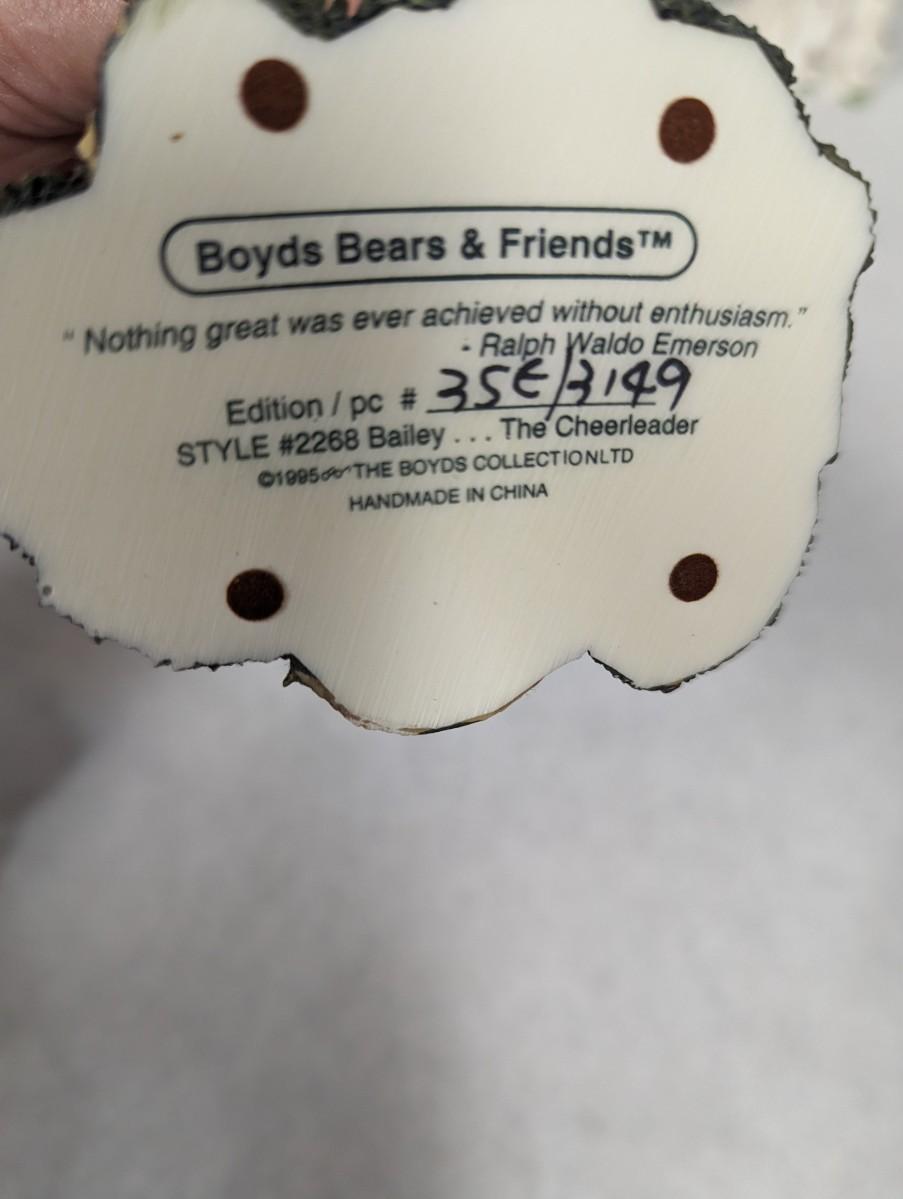 Boyds Bears & Friends™
" Nothing great was ever achieved without enthusiasm."
- Ralph Waldo Emerson
Edition / pc # 35E/3149
STYLE #2268 Bailey . . . The Cheerleader
©1995 THE BOYDS COLLECTION LTD
HANDMADE IN CHINA